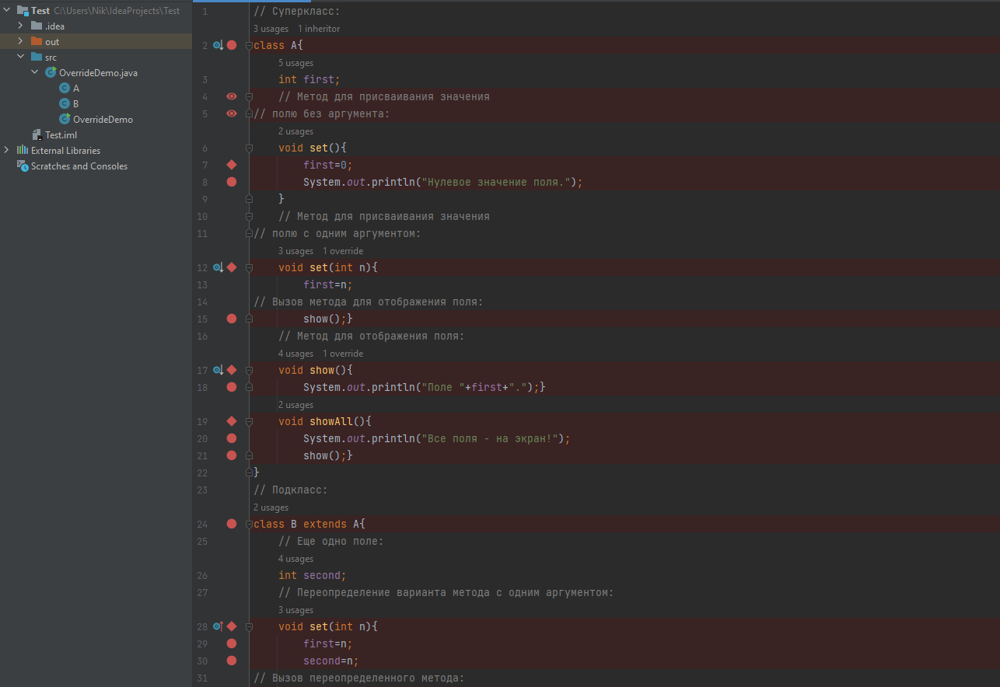 Test C:\Users\Nik\IdeaProjects\Test
.idea
out
src
OverrideDemo.java
A
B
OverrideDemo
Test.iml
External Libraries
Scratches and Consoles
1 // Суперкласс:
3 usages 1 inheritor
2 class A{
5 usages
3 int first;
4 // Метод для присваивания значения
5 // полю без аргумента:
2 usages
6 void set(){
7 first=0;
8 System.out.println("Нулевое значение поля.");
9 }
10 // Метод для присваивания значения
11 // полю с одним аргументом:
3 usages 1 override
12 void set(int n){
13 first=n;
14 // Вызов метода для отображения поля:
15 show();}
16 // Метод для отображения поля:
4 usages 1 override
17 void show(){
18 System.out.println("Поле "+first+".");}
2 usages
19 void showAll(){
20 System.out.println("Все поля - на экран!");
21 show();}
22 }
23 // Подкласс:
2 usages
24 class B extends A{
25 // Еще одно поле:
4 usages
26 int second;
27 // Переопределение варианта метода с одним аргументом:
3 usages
28 void set(int n){
29 first=n;
30 second=n;
31 // Вызов переопределенного метода: